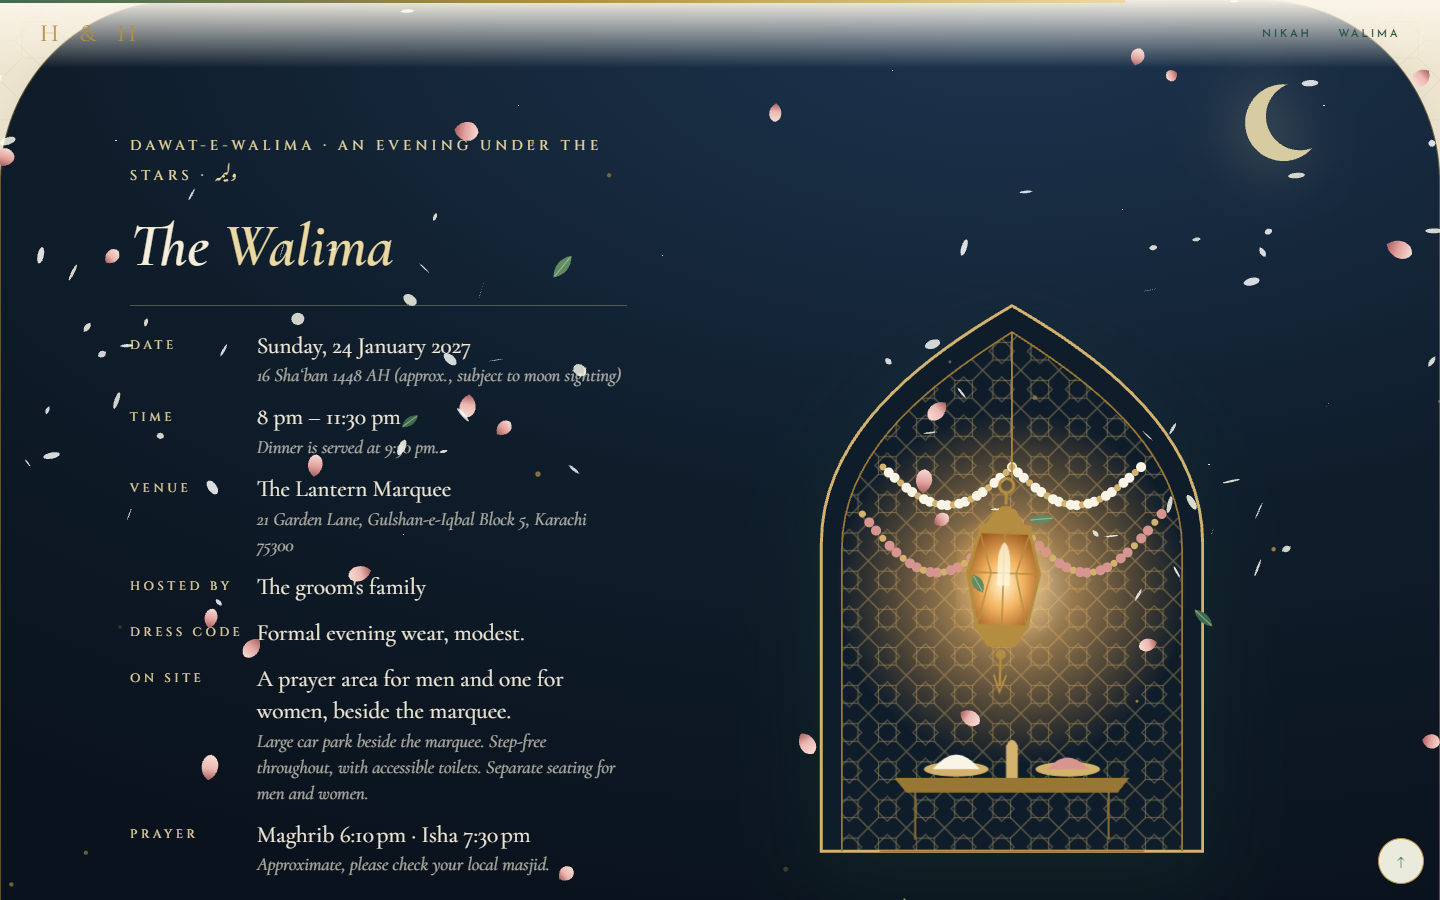 H & H
NIKAH WALIMA
DAWAT-E-WALIMA · AN EVENING UNDER THE
STARS · ولیمہ
The Walima
DATE
Sunday, 24 January 2027
16 Sha'ban 1448 AH (approx., subject to moon sighting)
TIME
8 pm – 11:30 pm
Dinner is served at 9:30 pm.
VENUE
The Lantern Marquee
21 Garden Lane, Gulshan-e-Iqbal Block 5, Karachi
75300
HOSTED BY
The groom's family
DRESS CODE
Formal evening wear, modest.
ON SITE
A prayer area for men and one for
women, beside the marquee.
Large car park beside the marquee. Step-free
throughout, with accessible toilets. Separate seating for
men and women.
PRAYER
Maghrib 6:10 pm · Isha 7:30 pm
Approximate, please check your local masjid.
↑